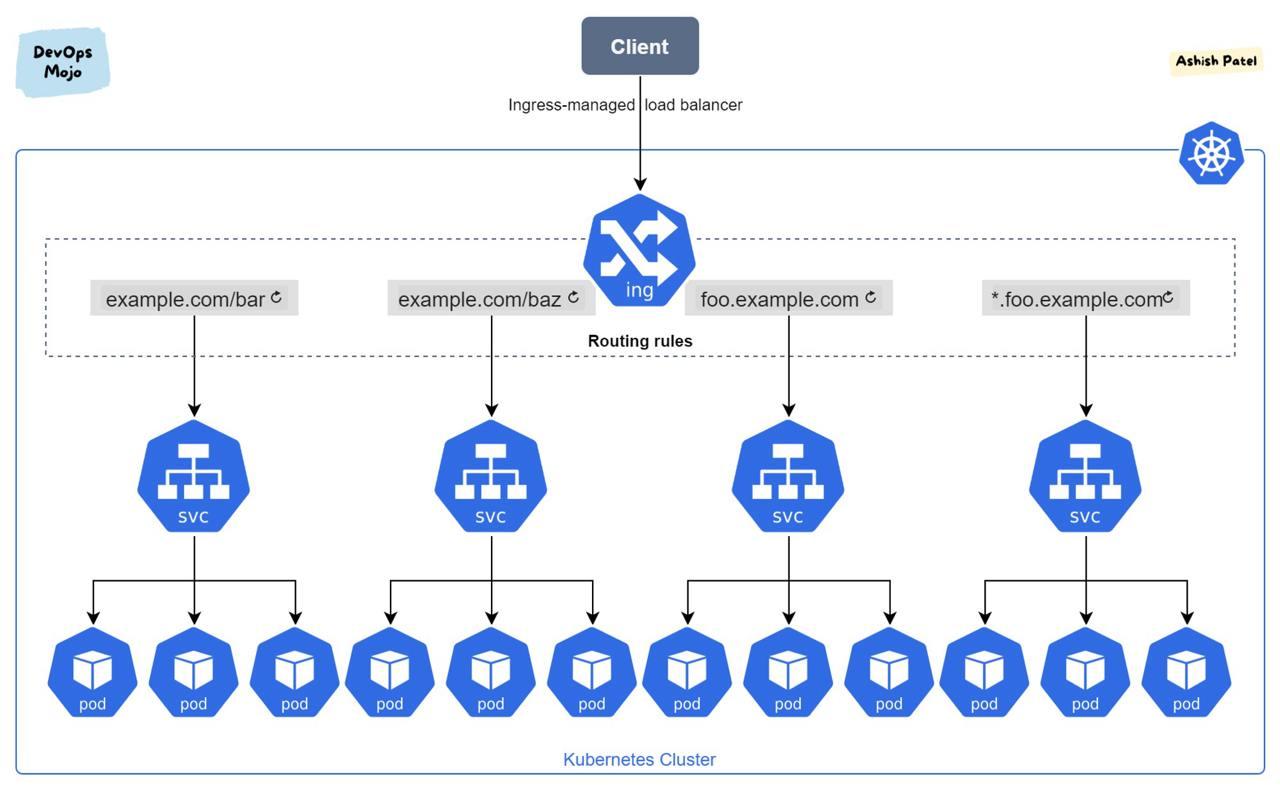 DevOps
Mojo
Client
Ashish Patel
Ingress-managed load balancer
ing
example.com/bar
example.com/baz
foo.example.com
*.foo.example.com
Routing rules
svc
svc
svc
svc
pod
pod
pod
pod
pod
pod
pod
pod
pod
pod
pod
pod
Kubernetes Cluster